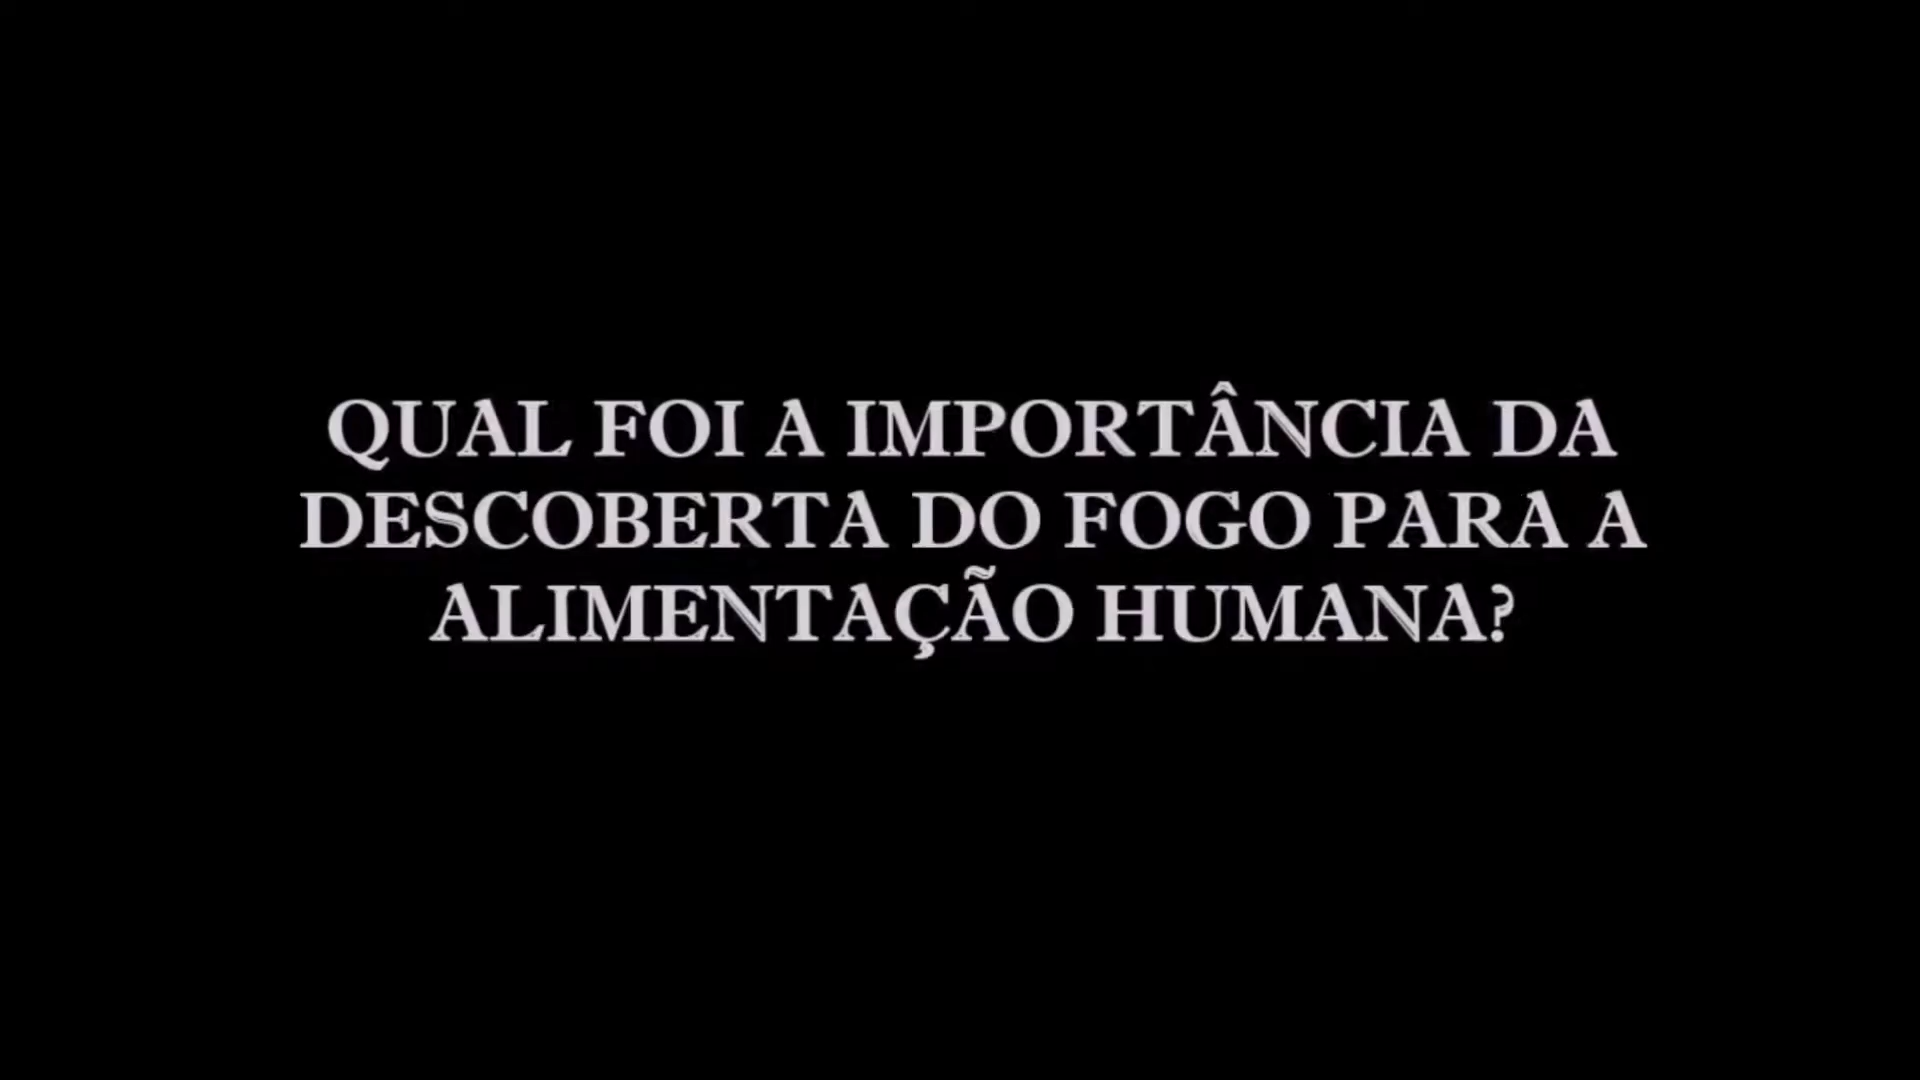 QUAL FOI A IMPORTÂNCIA DA
DESCOBERTA DO FOGO PARA A
ALIMENTAÇÃO HUMANA?